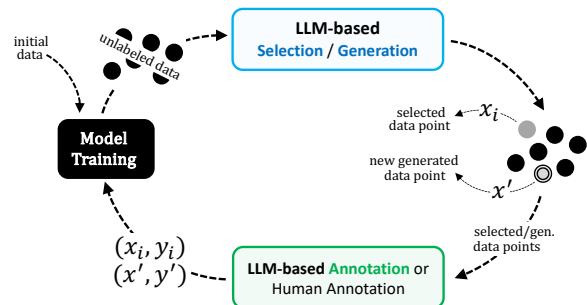 initial
data
unlabeled data
LLM-based
Selection / Generation
selected
data point
x_i
new generated
data point
x'
Model
Training
selected/gen.
data points
(x_i, y_i)
(x', y')
LLM-based Annotation or
Human Annotation